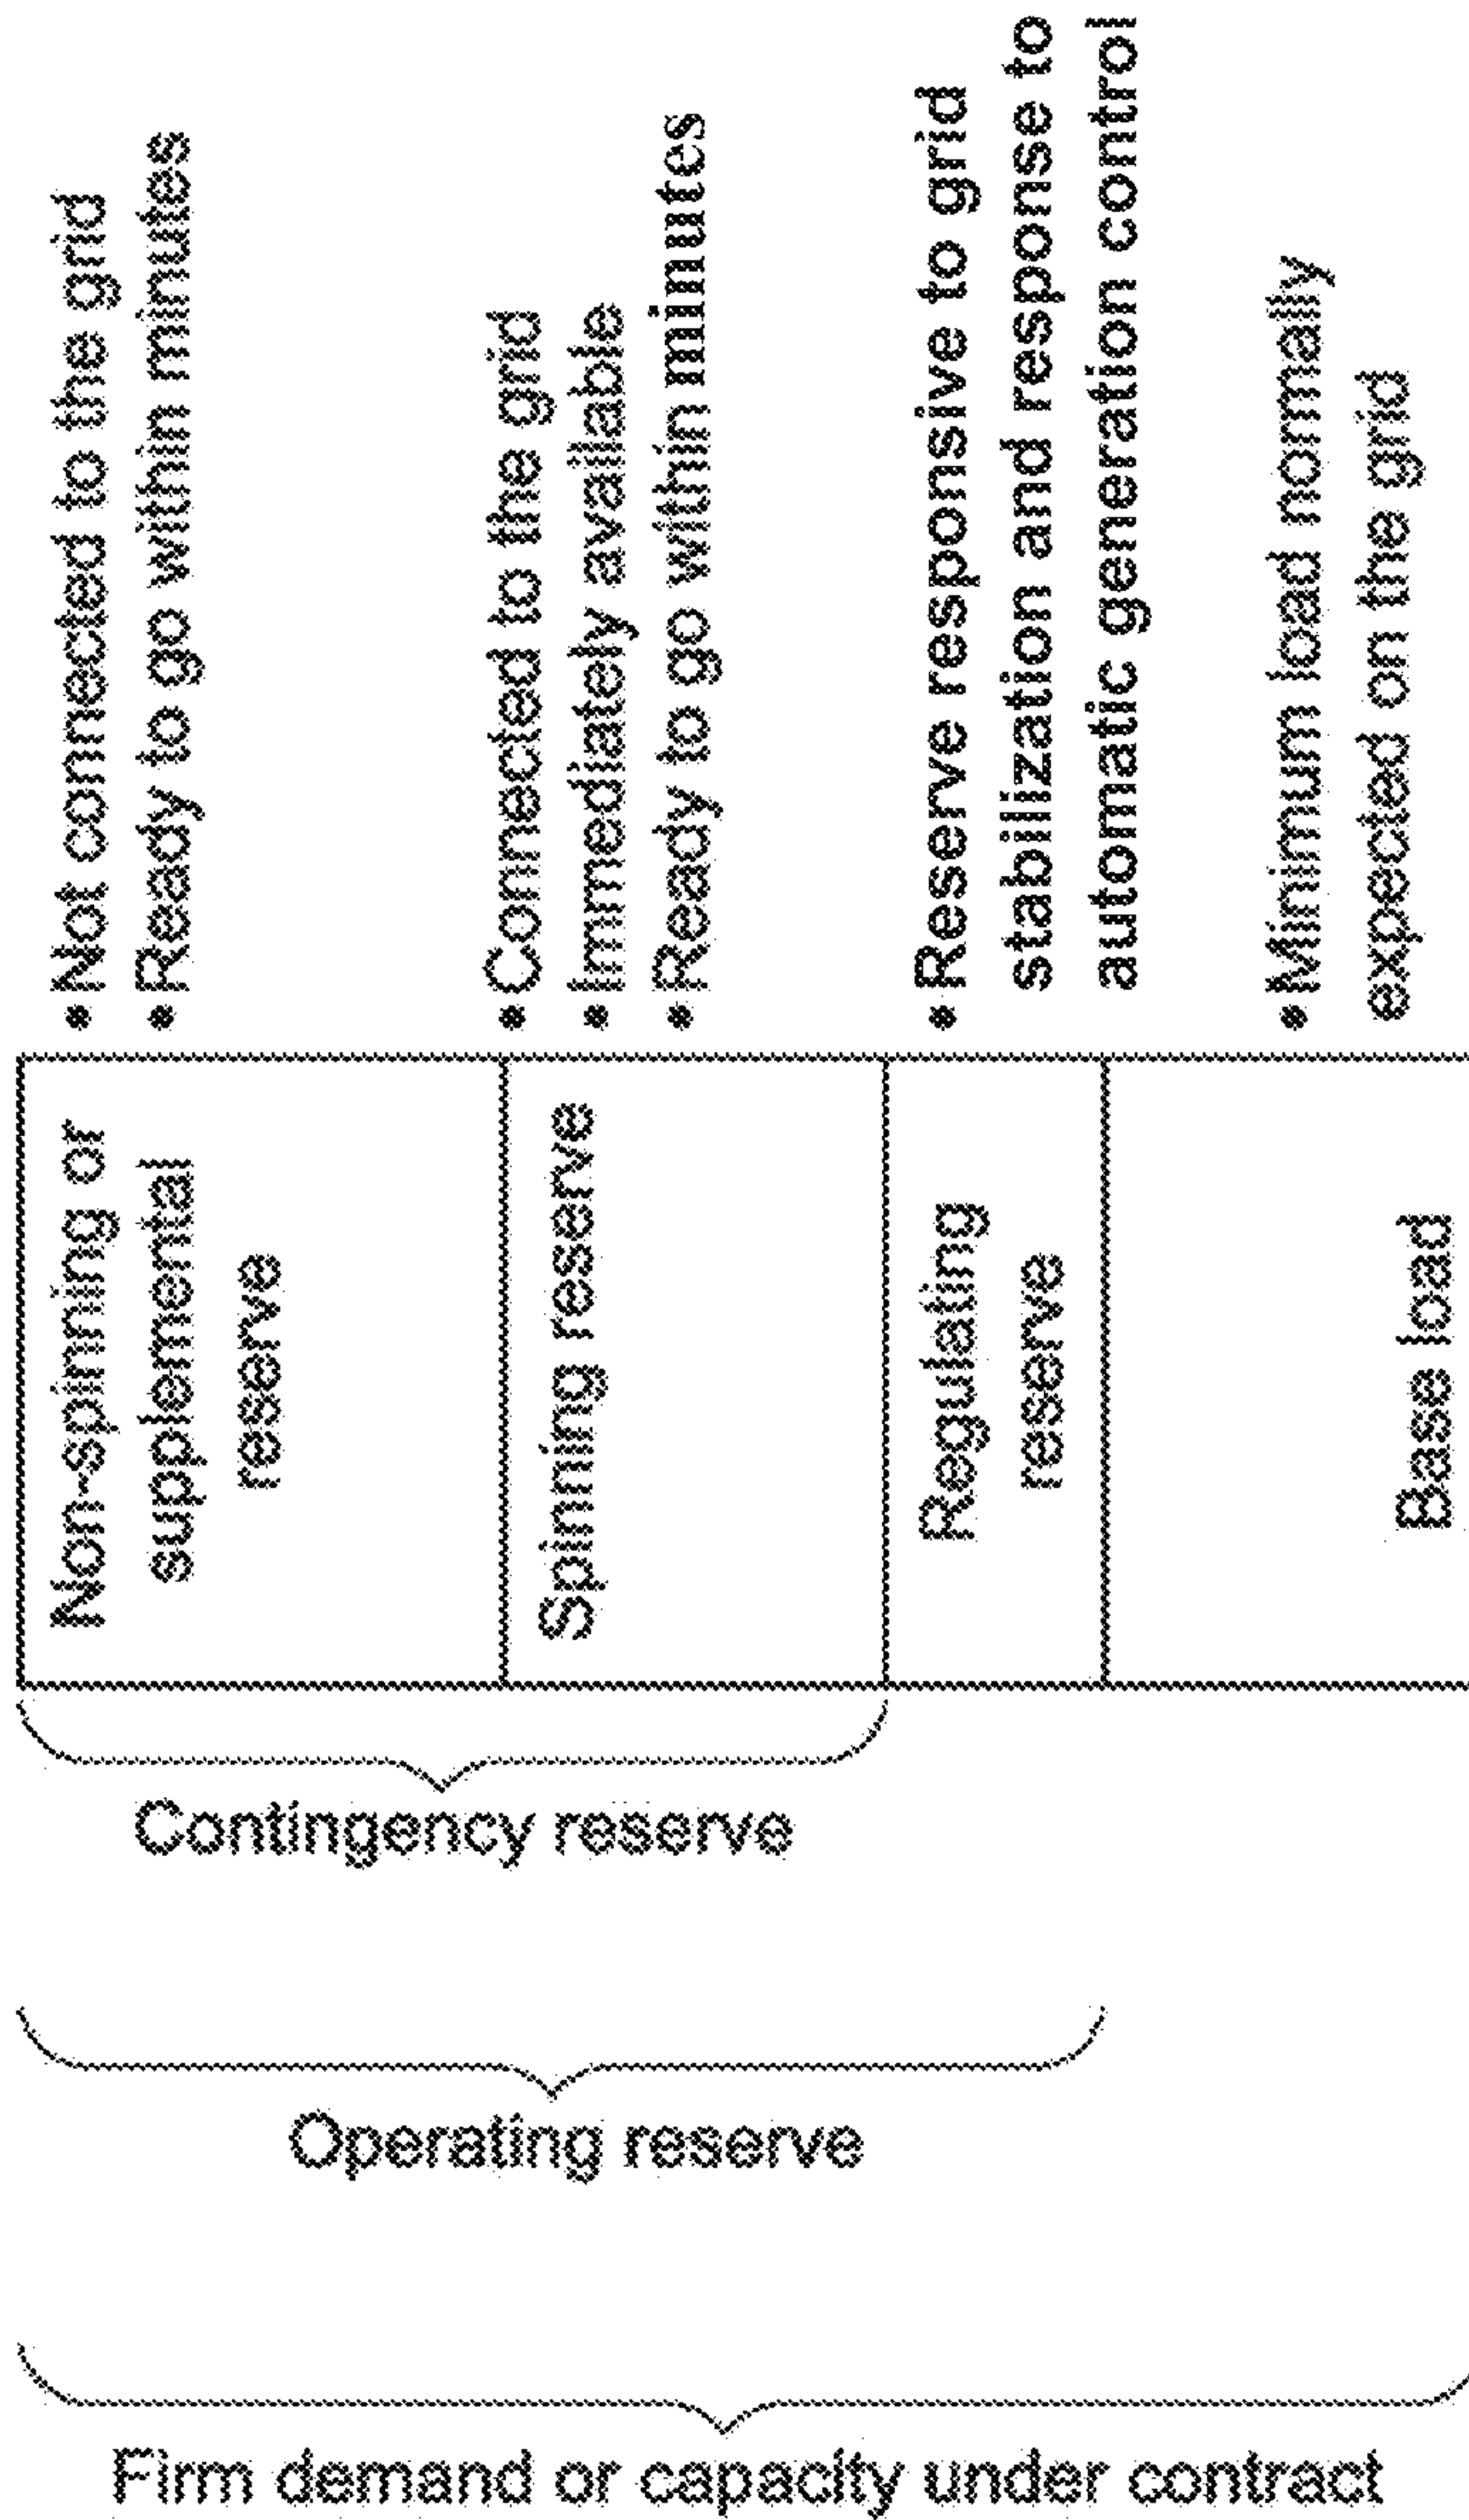 Non-spinning or
supplemental
reserve
• Not connected to the grid
• Ready to go within minutes
Spinning reserve
• Connected to the grid
• Immediately available
• Ready to go within minutes
Regulating
reserve
• Reserve responsive to grid
stabilization and response to
automatic generation control
Base load
• Minimum load normally
expected on the grid
Contingency reserve
Operating reserve
Firm demand or capacity under contract